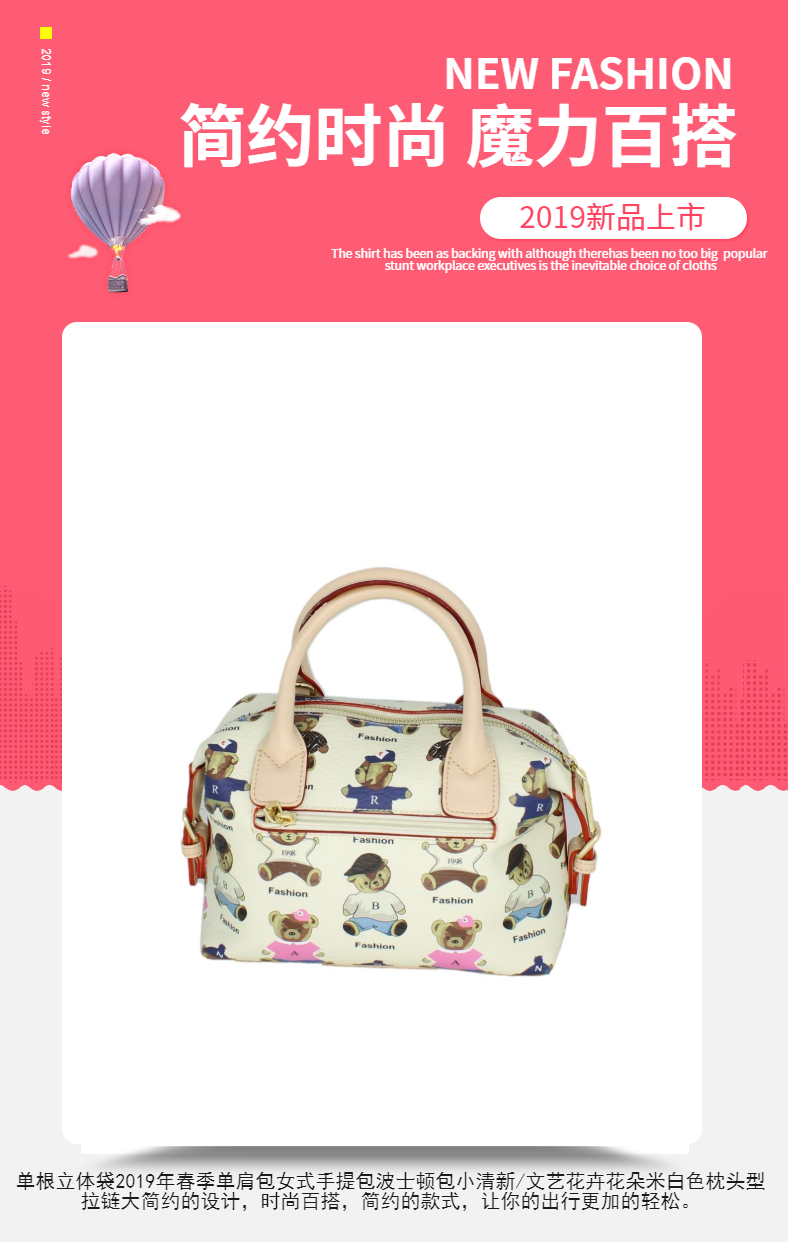 2019 / new style
NEW FASHION
简约时尚 魔力百搭
2019新品上市
The shirt has been as backing with although therehas been no too big popular
stunt workplace executives is the inevitable choice of cloths
Fashion
R
R
R
Fashion
1998
1998
B
B
Fashion
Fashion
Fashion
Fashion
Fashion
A
A
N
N
单根立体袋2019年春季单肩包女式手提包波士顿包小清新/文艺花卉花朵米白色枕头型
拉链大简约的设计，时尚百搭，简约的款式，让你的出行更加的轻松。